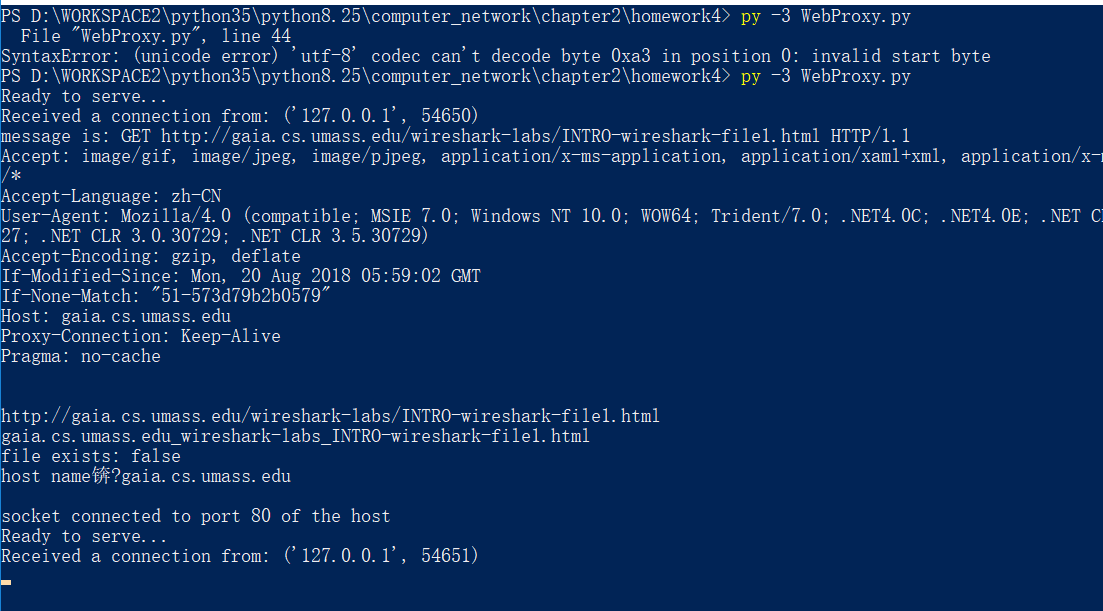 PS D:\WORKSPACE2\python35\python8.25\computer_network\chapter2\homework4> py -3 WebProxy.py
  File "WebProxy.py", line 44
SyntaxError: (unicode error) 'utf-8' codec can't decode byte 0xa3 in position 0: invalid start byte
PS D:\WORKSPACE2\python35\python8.25\computer_network\chapter2\homework4> py -3 WebProxy.py
Ready to serve...
Received a connection from: ('127.0.0.1', 54650)
message is: GET http://gaia.cs.umass.edu/wireshark-labs/INTRO-wireshark-file1.html HTTP/1.1
Accept: image/gif, image/jpeg, image/pjpeg, application/x-ms-application, application/xaml+xml, application/x-
/*
Accept-Language: zh-CN
User-Agent: Mozilla/4.0 (compatible; MSIE 7.0; Windows NT 10.0; WOW64; Trident/7.0; .NET4.0C; .NET4.0E; .NET C
27; .NET CLR 3.0.30729; .NET CLR 3.5.30729)
Accept-Encoding: gzip, deflate
If-Modified-Since: Mon, 20 Aug 2018 05:59:02 GMT
If-None-Match: "51-573d79b2b0579"
Host: gaia.cs.umass.edu
Proxy-Connection: Keep-Alive
Pragma: no-cache
http://gaia.cs.umass.edu/wireshark-labs/INTRO-wireshark-file1.html
gaia.cs.umass.edu_wireshark-labs_INTRO-wireshark-file1.html
file exists: false
host name锛?gaia.cs.umass.edu
socket connected to port 80 of the host
Ready to serve...
Received a connection from: ('127.0.0.1', 54651)